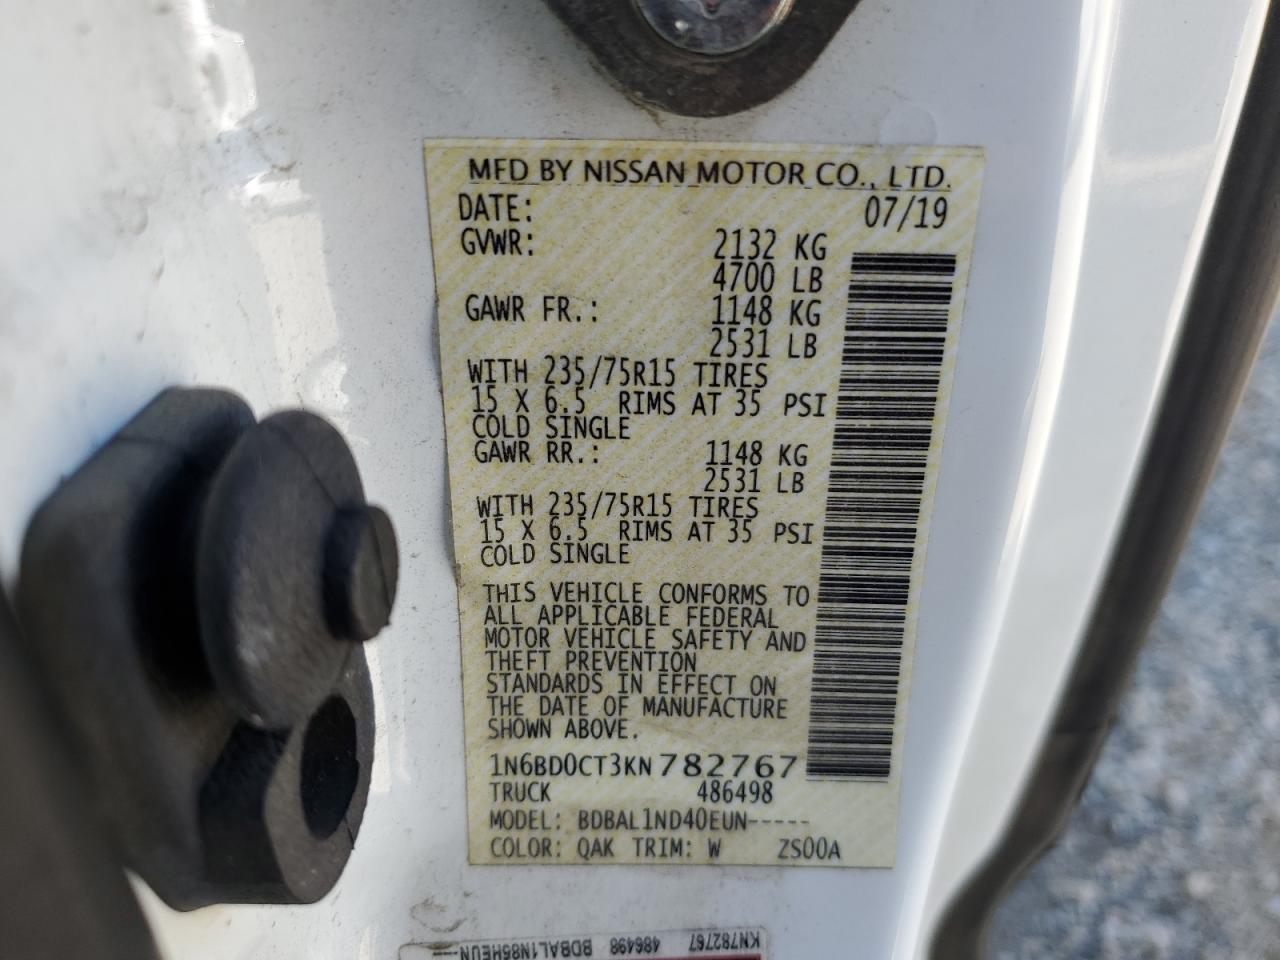 MFD BY NISSAN MOTOR CO., LTD.
DATE: 07/19
GVWR: 2132 KG
4700 LB
GAWR FR.: 1148 KG
2531 LB
WITH 235/75R15 TIRES
15 X 6.5 RIMS AT 35 PSI
COLD SINGLE
GAWR RR.: 1148 KG
2531 LB
WITH 235/75R15 TIRES
15 X 6.5 RIMS AT 35 PSI
COLD SINGLE
THIS VEHICLE CONFORMS TO
ALL APPLICABLE FEDERAL
MOTOR VEHICLE SAFETY AND
THEFT PREVENTION
STANDARDS IN EFFECT ON
THE DATE OF MANUFACTURE
SHOWN ABOVE.
1N6BD0CT3KN782767
TRUCK 486498
MODEL: BDBAL1ND40EUN-----
COLOR: QAK TRIM: W ZS00A
KN782767 486498 BDBAL1N85HEUN---